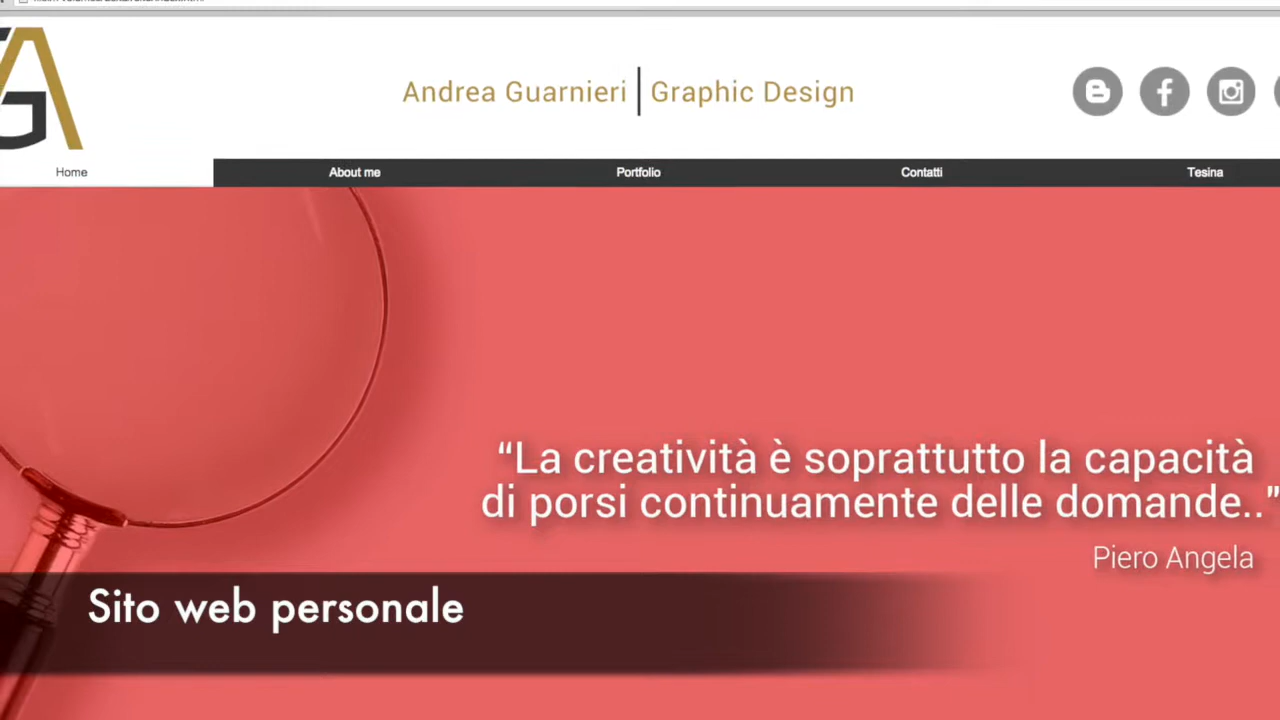 Andrea Guarnieri | Graphic Design
Home About me Portfolio Contatti Tesina
“La creatività è soprattutto la capacità
di porsi continuamente delle domande..”
Piero Angela
Sito web personale